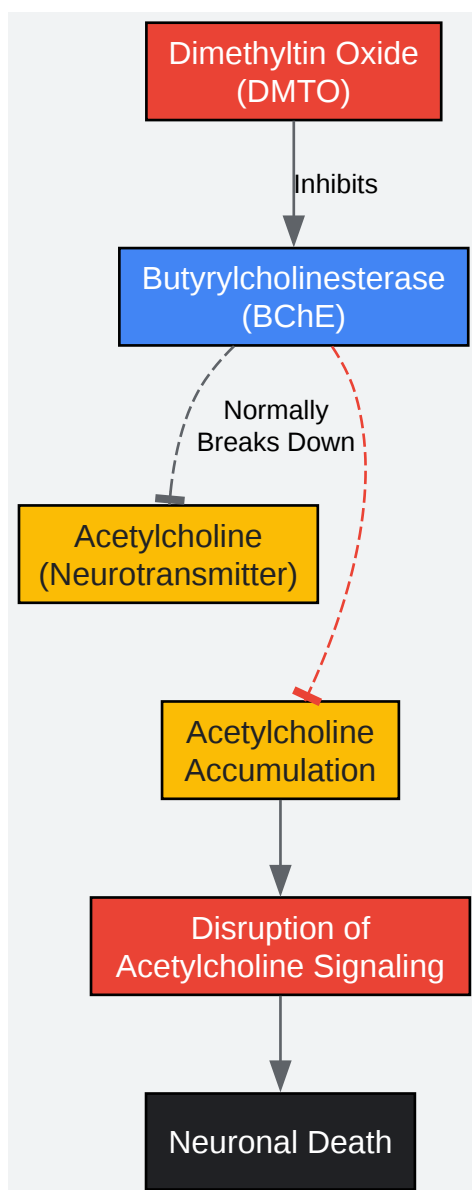 Dimethyltin Oxide
(DMTO)
Inhibits
Butyrylcholinesterase
(BChE)
Normally
Breaks Down
Acetylcholine
(Neurotransmitter)
Acetylcholine
Accumulation
Disruption of
Acetylcholine Signaling
Neuronal Death